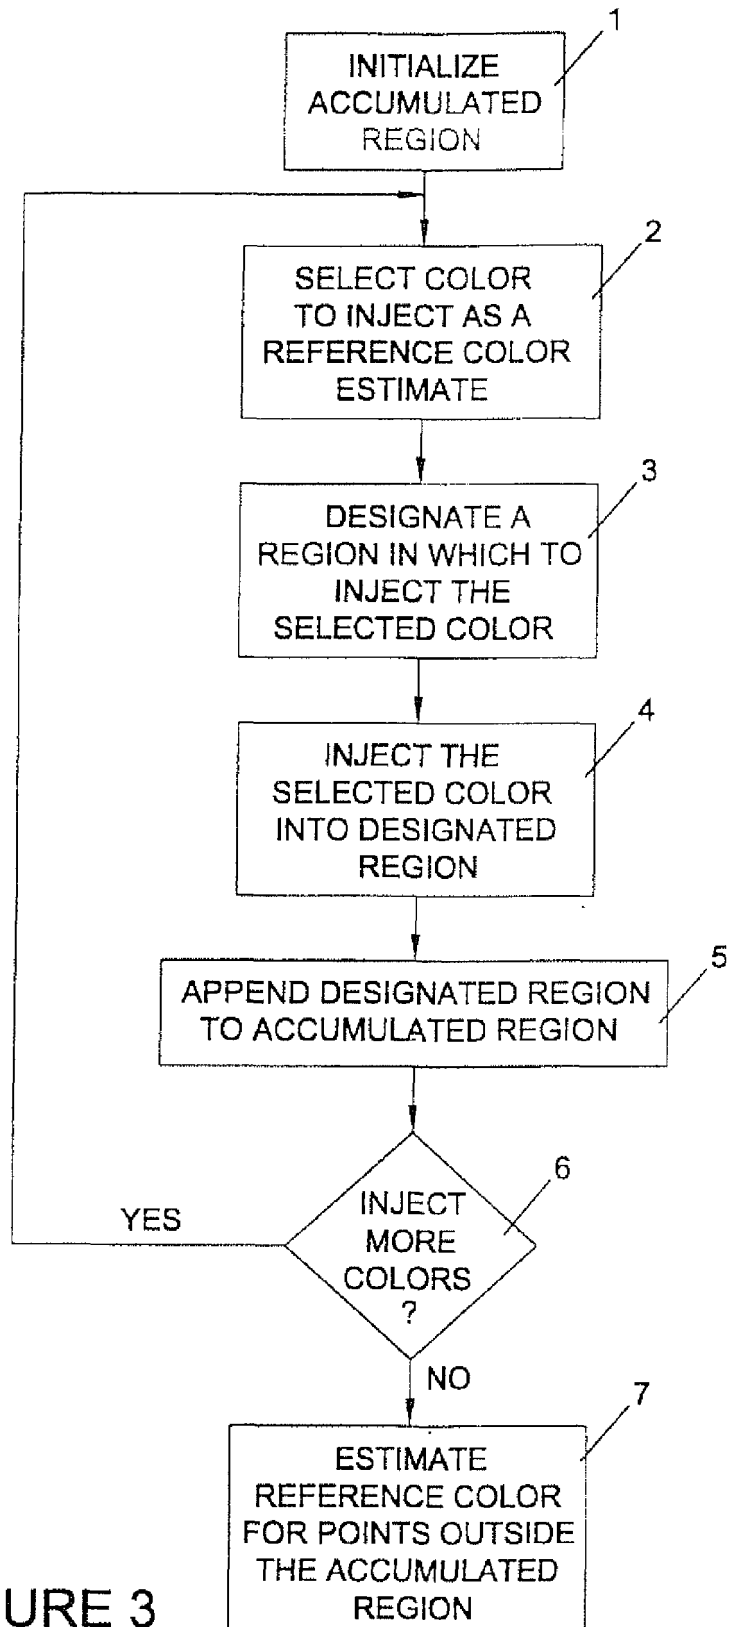 1
INITIALIZE
ACCUMULATED
REGION
2
SELECT COLOR
TO INJECT AS A
REFERENCE COLOR
ESTIMATE
3
DESIGNATE A
REGION IN WHICH TO
INJECT THE
SELECTED COLOR
4
INJECT THE
SELECTED COLOR
INTO DESIGNATED
REGION
5
APPEND DESIGNATED REGION
TO ACCUMULATED REGION
6
INJECT
MORE
COLORS
?
YES
NO
7
ESTIMATE
REFERENCE COLOR
FOR POINTS OUTSIDE
THE ACCUMULATED
REGION
URE 3